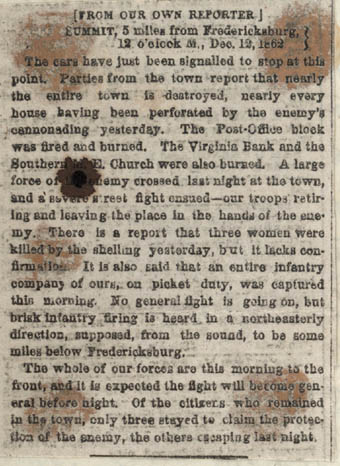 [FROM OUR OWN REPORTER]
SUMMIT, 5 miles from Fredericksburg,
12 o'clock M., Dec. 12, 1862
The cars have just been signalled to stop at this
point. Parties from the town report that nearly
the entire town is destroyed, nearly every
house having been perforated by the enemy's
cannonading yesterday. The Post-Office block
was fired and burned. The Virginia Bank and the
Southern E. Church were also burned. A large
force of enemy crossed last night at the town,
and a severe street fight ensued—our troops retir-
ing and leaving the place in the hands of the ene-
my. There is a report that three women were
killed by the shelling yesterday, but it lacks con-
firmation. It is also said that an entire infantry
company of ours, on picket duty, was captured
this morning. No general fight is going on, but
brisk infantry firing is heard in a northeasterly
direction, supposed, from the sound, to be some
miles below Fredericksburg.
The whole of our forces are this morning to the
front, and it is expected the fight will become gen-
eral before night. Of the citizens who remained
in the town, only three stayed to claim the protec-
tion of the enemy, the others escaping last night.